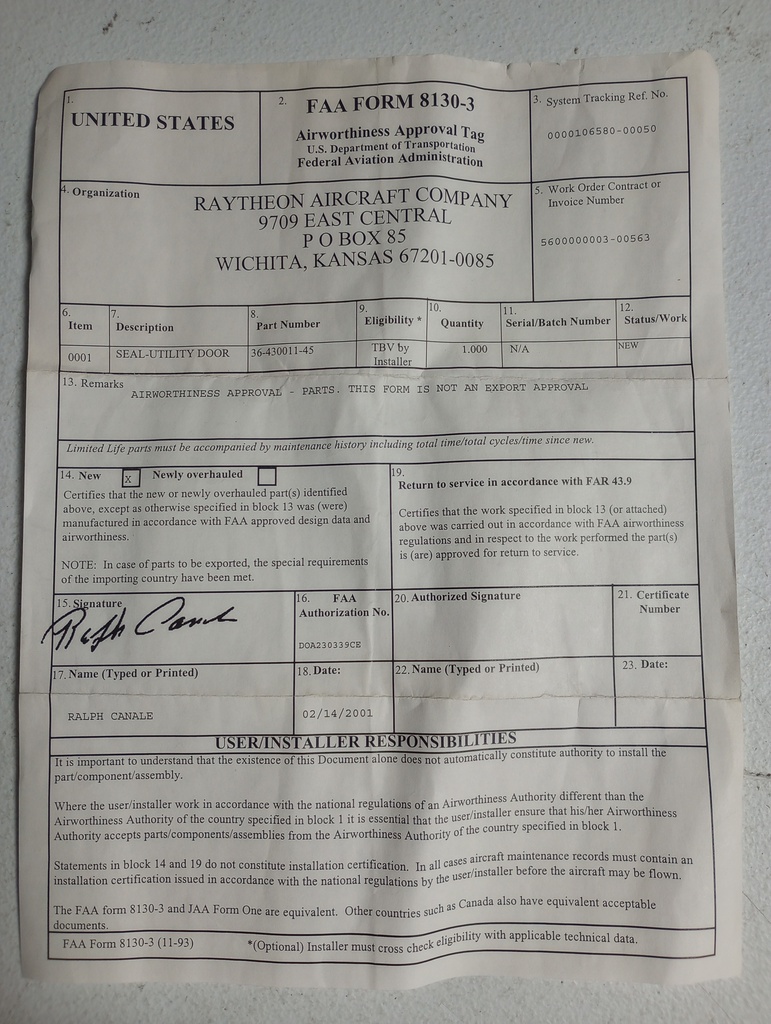 1.
UNITED STATES
2.
FAA FORM 8130-3
Airworthiness Approval Tag
U.S. Department of Transportation
Federal Aviation Administration
3. System Tracking Ref. No.
0000106580-00050
4. Organization
RAYTHEON AIRCRAFT COMPANY
9709 EAST CENTRAL
P O BOX 85
WICHITA, KANSAS 67201-0085
5. Work Order Contract or
Invoice Number
5600000003-00563
6.
Item
7.
Description
8.
Part Number
9.
Eligibility *
10.
Quantity
11.
Serial/Batch Number
12.
Status/Work
0001
SEAL-UTILITY DOOR
36-430011-45
TBV by
Installer
1.000
N/A
NEW
13. Remarks
AIRWORTHINESS APPROVAL - PARTS. THIS FORM IS NOT AN EXPORT APPROVAL
Limited Life parts must be accompanied by maintenance history including total time/total cycles/time since new.
14. New x Newly overhauled
Certifies that the new or newly overhauled part(s) identified
above, except as otherwise specified in block 13 was (were)
manufactured in accordance with FAA approved design data and
airworthiness.
NOTE: In case of parts to be exported, the special requirements
of the importing country have been met.
19.
Return to service in accordance with FAR 43.9
Certifies that the work specified in block 13 (or attached)
above was carried out in accordance with FAA airworthiness
regulations and in respect to the work performed the part(s)
is (are) approved for return to service.
15. Signature
Ralph Canale
16. FAA
Authorization No.
DOA230339CE
20. Authorized Signature
21. Certificate
Number
17. Name (Typed or Printed)
RALPH CANALE
18. Date:
02/14/2001
22. Name (Typed or Printed)
23. Date:
USER/INSTALLER RESPONSIBILITIES
It is important to understand that the existence of this Document alone does not automatically constitute authority to install the
part/component/assembly.
Where the user/installer work in accordance with the national regulations of an Airworthiness Authority different than the
Airworthiness Authority of the country specified in block 1 it is essential that the user/installer ensure that his/her Airworthiness
Authority accepts parts/components/assemblies from the Airworthiness Authority of the country specified in block 1.
Statements in block 14 and 19 do not constitute installation certification. In all cases aircraft maintenance records must contain an
installation certification issued in accordance with the national regulations by the user/installer before the aircraft may be flown.
The FAA form 8130-3 and JAA Form One are equivalent. Other countries such as Canada also have equivalent acceptable
documents.
FAA Form 8130-3 (11-93)
*(Optional) Installer must cross check eligibility with applicable technical data.